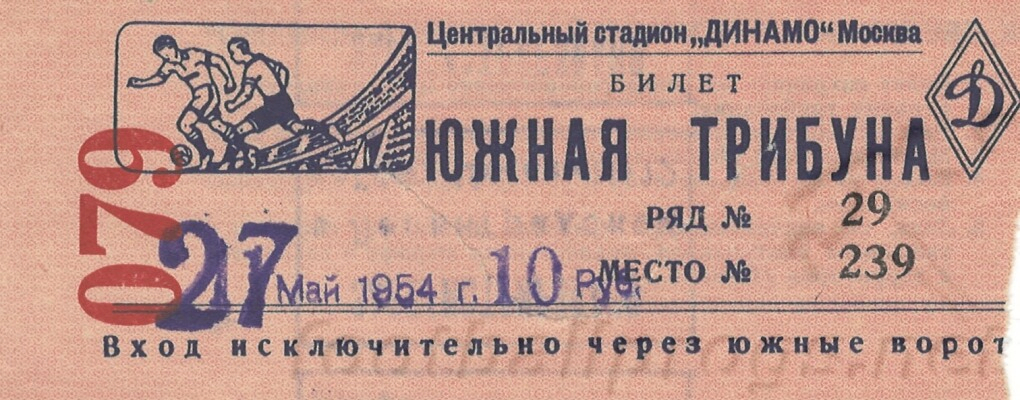 Центральный стадион „ДИНАМО“ Москва
БИЛЕТ
Д
ЮЖНАЯ ТРИБУНА
РЯД № 29
МЕСТО № 239
079
27 Май 1954 г. 10 Руб.
Вход исключительно через южные ворот